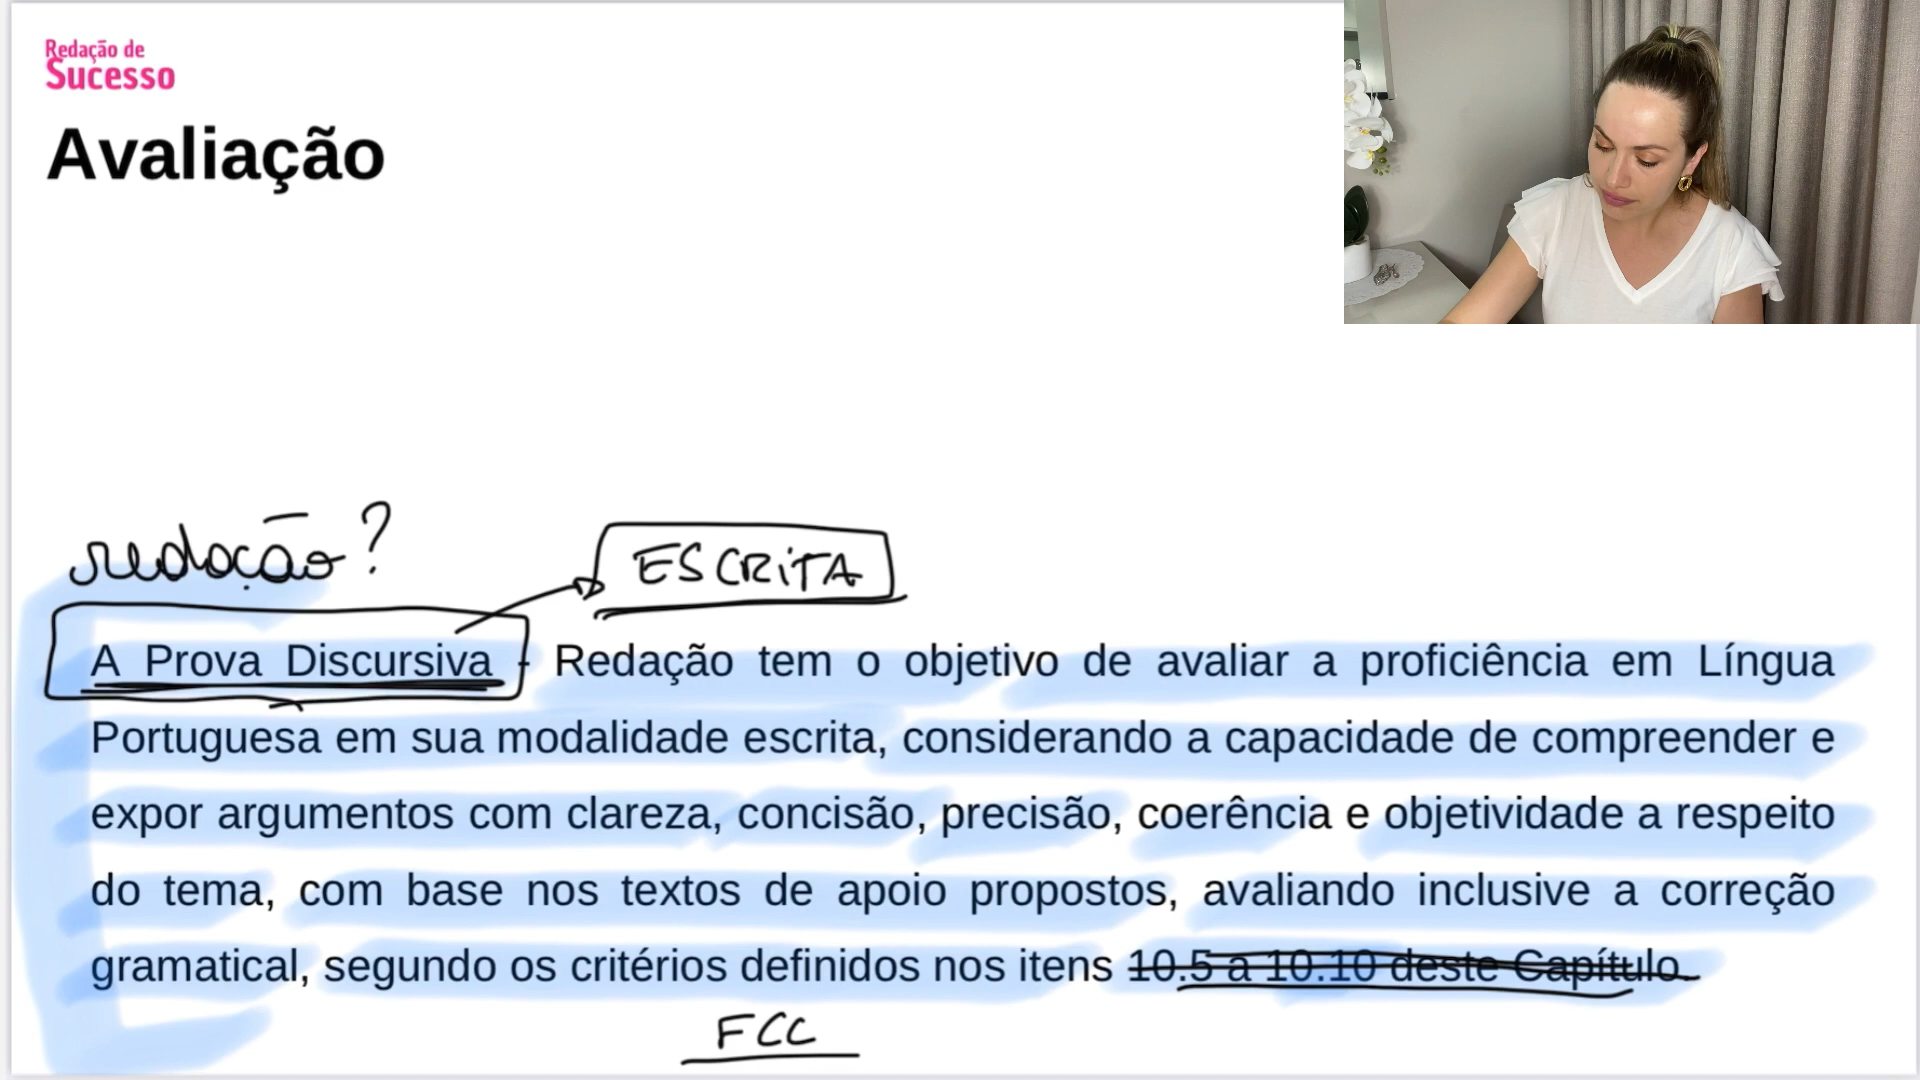 Redação de
Sucesso
Avaliação
redação?
ESCRITA
A Prova Discursiva - Redação tem o objetivo de avaliar a proficiência em Língua
Portuguesa em sua modalidade escrita, considerando a capacidade de compreender e
expor argumentos com clareza, concisão, precisão, coerência e objetividade a respeito
do tema, com base nos textos de apoio propostos, avaliando inclusive a correção
gramatical, segundo os critérios definidos nos itens 10.5 a 10.10 deste Capítulo.
FCC